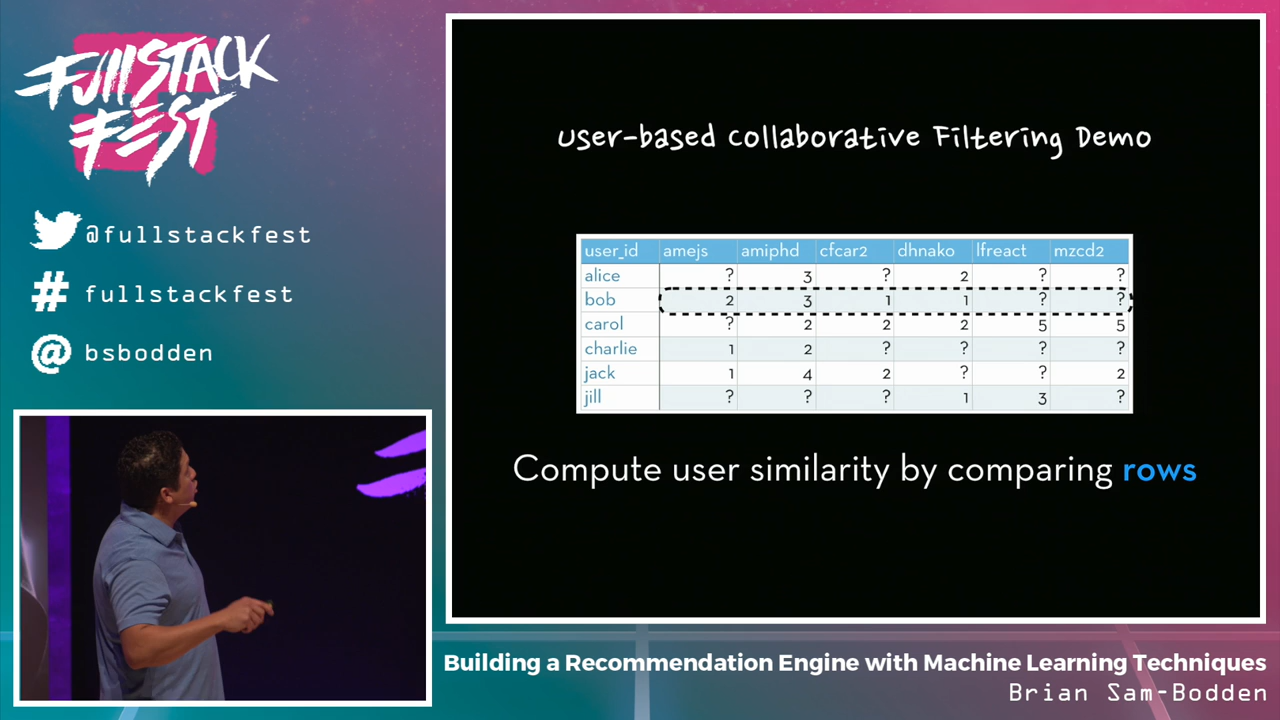 FullSTACK
FEST
@fullstackfest
# fullstackfest
@ bsbodden
User-based Collaborative Filtering Demo
user_id amejs amiphd cfcar2 dhnako lfreact mzcd2
alice ? 3 ? 2 ? ?
bob 2 3 1 1 ? ?
carol ? 2 2 2 5 5
charlie 1 2 ? ? ? ?
jack 1 4 2 ? ? 2
jill ? ? ? 1 3 ?
Compute user similarity by comparing rows
Building a Recommendation Engine with Machine Learning Techniques
Brian Sam-Bodden